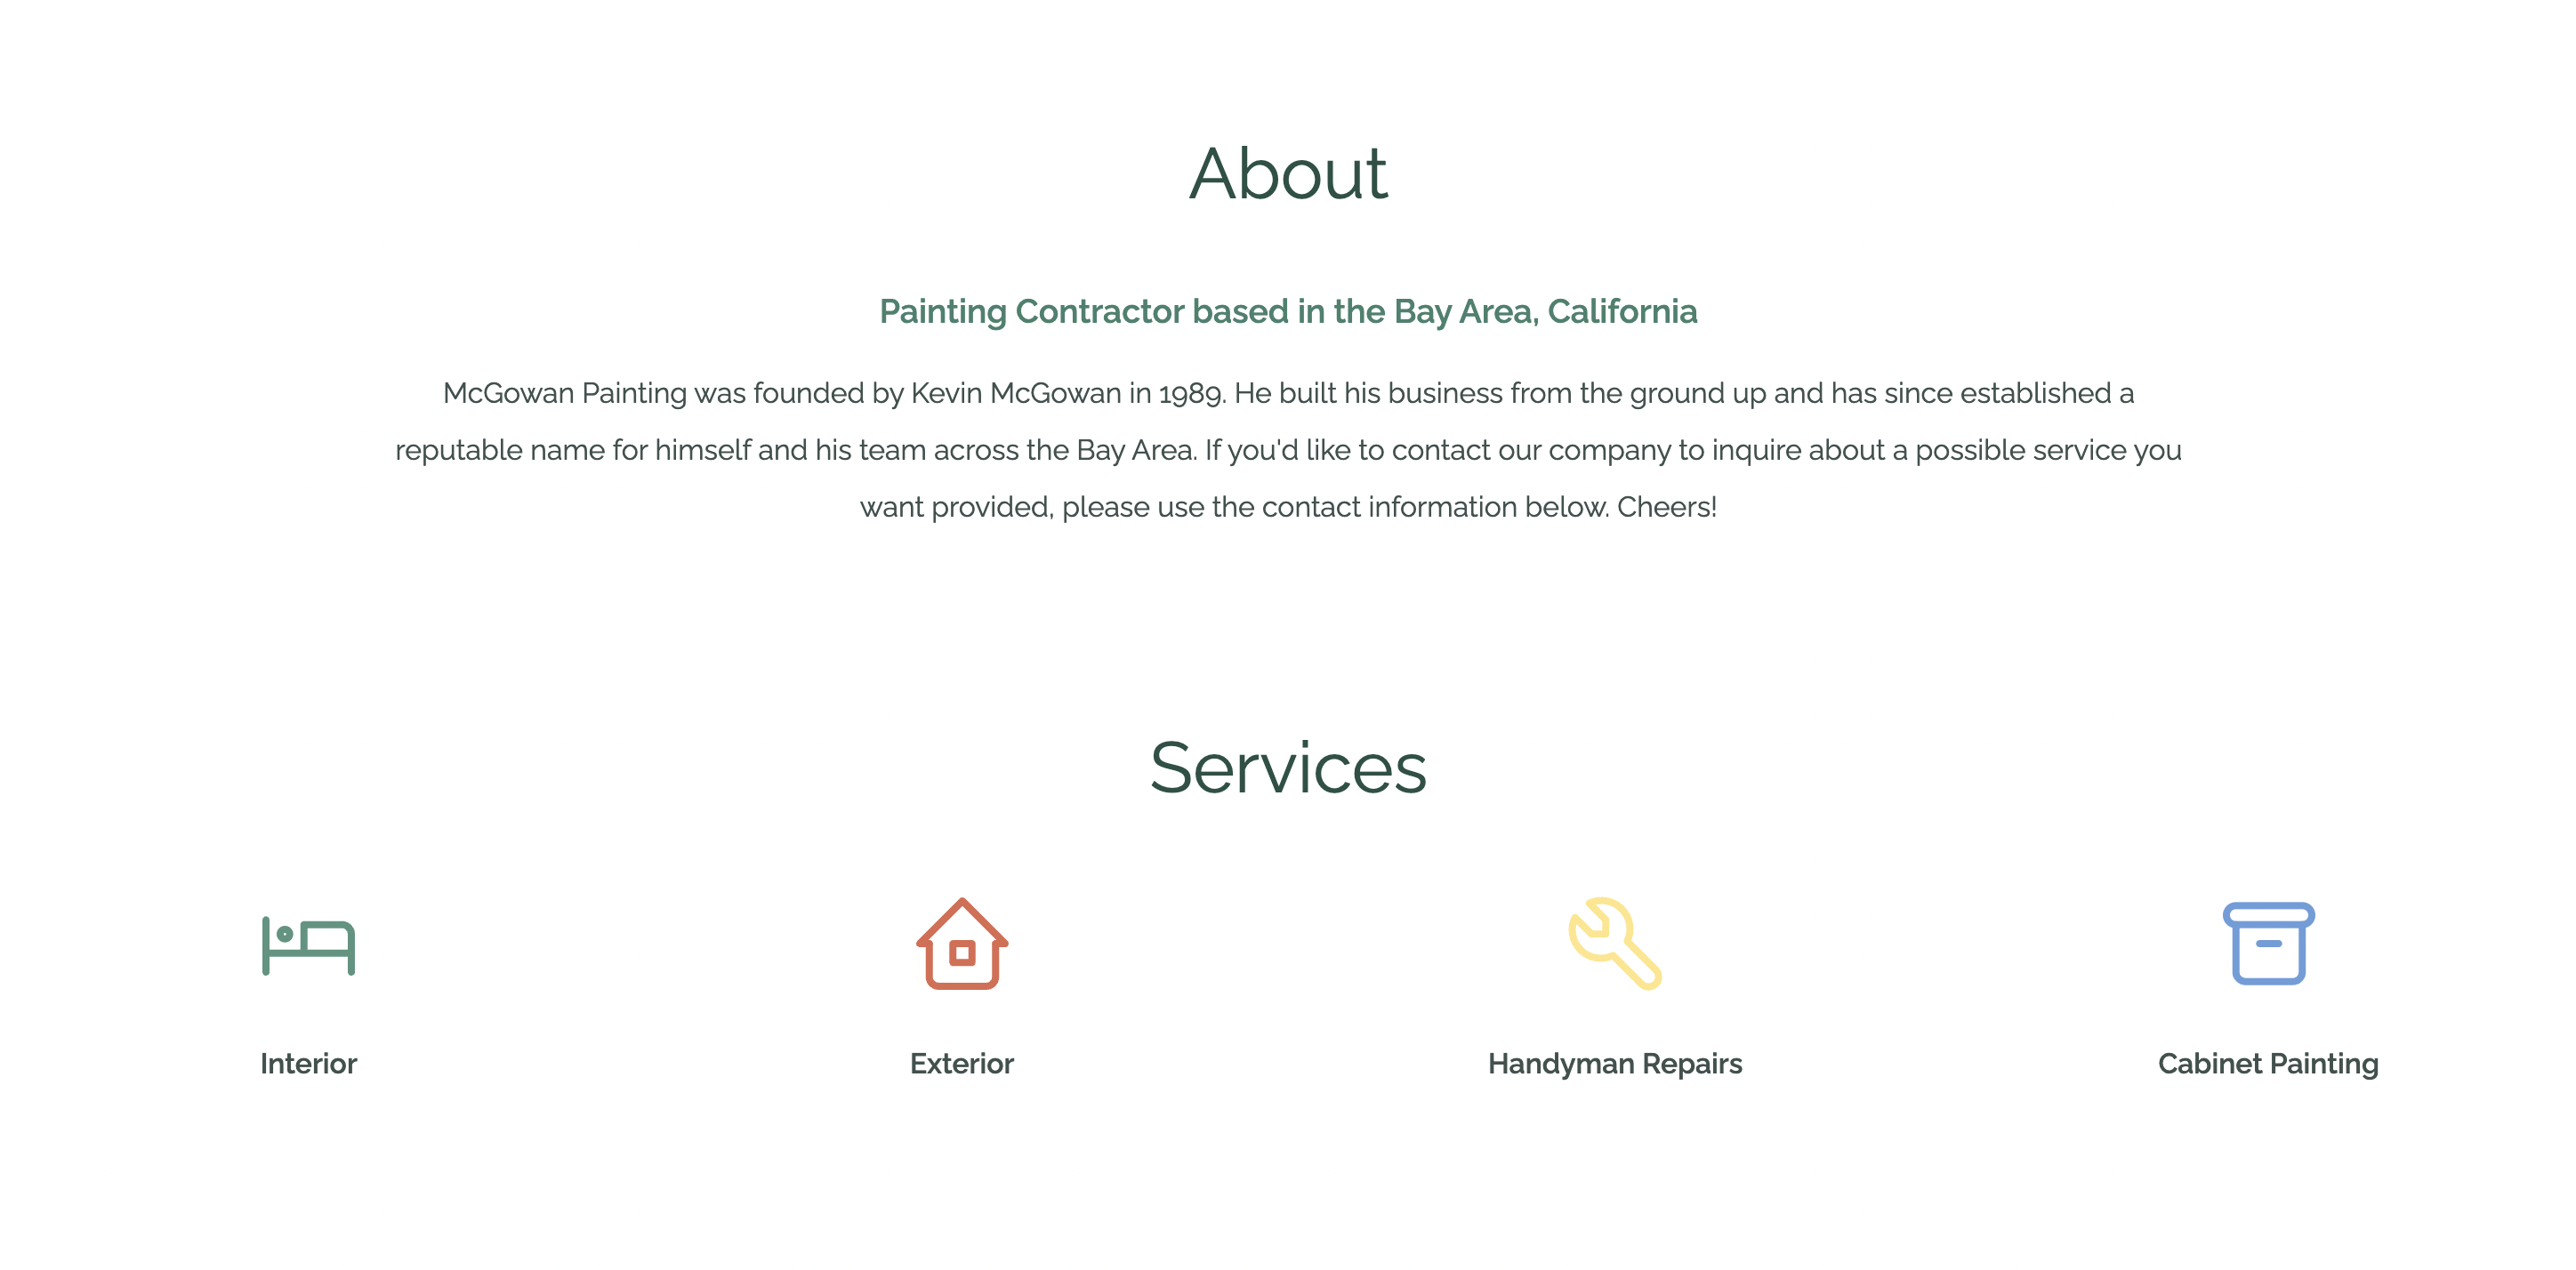 About
Painting Contractor based in the Bay Area, California
McGowan Painting was founded by Kevin McGowan in 1989. He built his business from the ground up and has since established a
reputable name for himself and his team across the Bay Area. If you'd like to contact our company to inquire about a possible service you
want provided, please use the contact information below. Cheers!
Services
Interior
Exterior
Handyman Repairs
Cabinet Painting